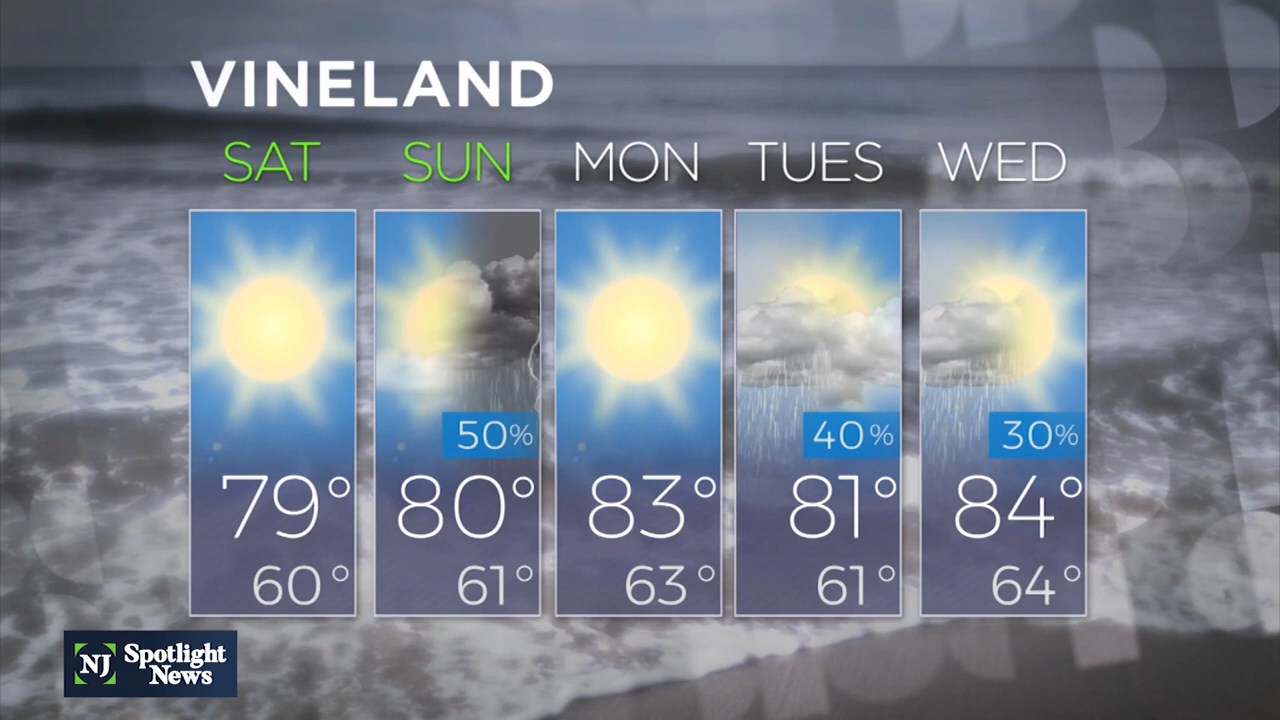 VINELAND
SAT SUN MON TUES WED
50% 40% 30%
79° 80° 83° 81° 84°
60° 61° 63° 61° 64°
NJ Spotlight
News